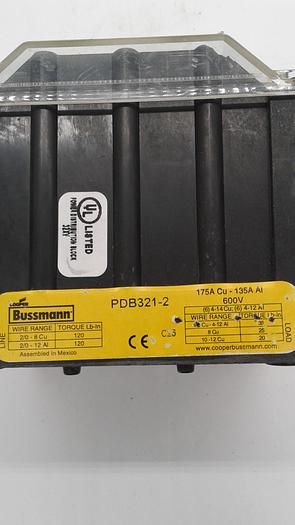 UL
LISTED
POWER DISTRIBUTION BLOCK
COOPER
Bussmann®
PDB321-2
175A Cu - 135A Al
600V
(6) 4-14 Cu; (6) 4-12 Al
LINE
WIRE RANGE TORQUE Lb-In
2/0 - 8 Cu 120
2/0 - 12 Al 120
Assembled in Mexico
CE
WIRE RANGE TORQUE Lb-In
Cu - 4-12 Al 35
8 Cu 25
10 -12 Cu 20
www.cooperbussmann.com
LOAD